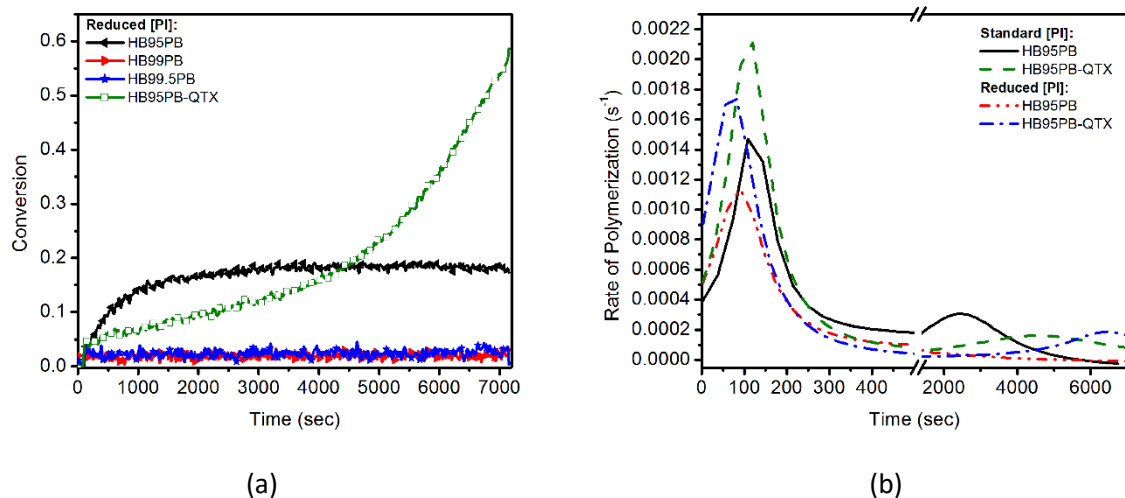 Reduced [PI]:
HB95PB
HB99PB
HB99.5PB
HB95PB-QTX
0.6
0.5
0.4
0.3
0.2
0.1
0.0
Conversion
0 1000 2000 3000 4000 5000 6000 7000
Time (sec)
(a)
Standard [PI]:
HB95PB
HB95PB-QTX
Reduced [PI]:
HB95PB
HB95PB-QTX
0.0022
0.0020
0.0018
0.0016
0.0014
0.0012
0.0010
0.0008
0.0006
0.0004
0.0002
0.0000
Rate of Polymerization (s-1)
0 100 200 300 400 2000 4000 6000
Time (sec)
(b)